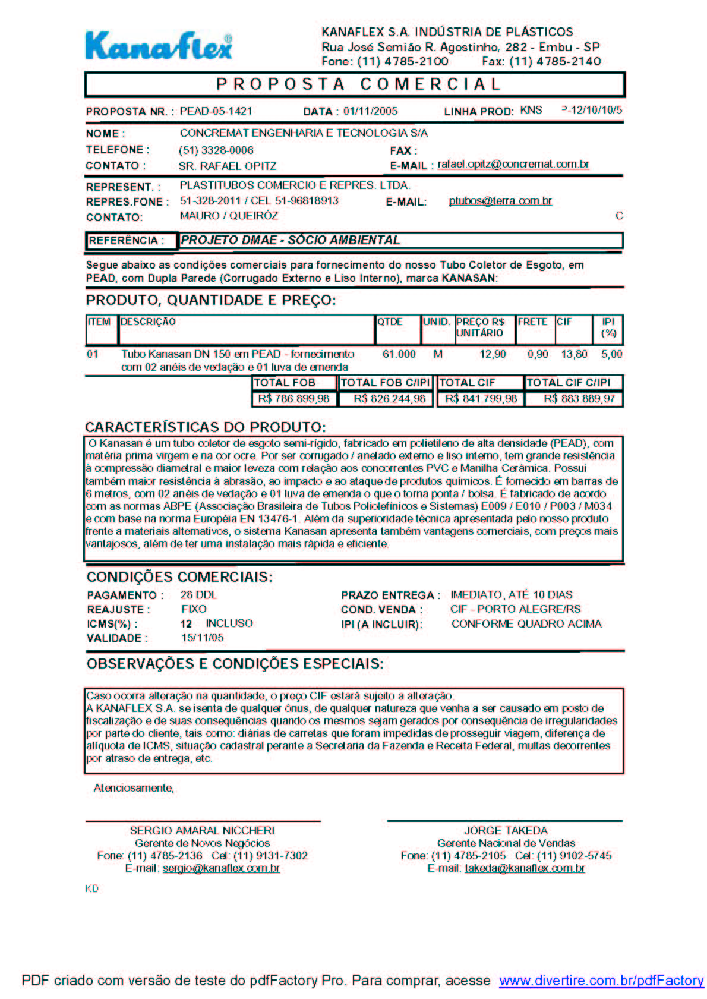 Kanaflex®
KANAFLEX S.A. INDÚSTRIA DE PLÁSTICOS
Rua José Semião R. Agostinho, 282 - Embu - SP
Fone: (11) 4785-2100 Fax: (11) 4785-2140
PROPOSTA COMERCIAL
PROPOSTA NR. : PEAD-05-1421 DATA : 01/11/2005 LINHA PROD: KNS P-12/10/10/5
NOME : CONCREMAT ENGENHARIA E TECNOLOGIA S/A
TELEFONE : (51) 3328-0006 FAX :
CONTATO : SR. RAFAEL OPITZ E-MAIL : rafael.opitz@concremat.com.br
REPRESENT. : PLASTITUBOS COMERCIO E REPRES. LTDA.
REPRES.FONE : 51-328-2011 / CEL 51-96818913 E-MAIL: ptubos@terra.com.br
CONTATO: MAURO / QUEIRÓZ C
REFERÊNCIA : PROJETO DMAE - SÓCIO AMBIENTAL
Segue abaixo as condições comerciais para fornecimento do nosso Tubo Coletor de Esgoto, em
PEAD, com Dupla Parede (Corrugado Externo e Liso Interno), marca KANASAN:
PRODUTO, QUANTIDADE E PREÇO:
ITEM DESCRIÇÃO QTDE UNID. PREÇO R$ FRETE CIF IPI
UNITÁRIO (%)
01 Tubo Kanasan DN 150 em PEAD - fornecimento 61.000 M 12,90 0,90 13,80 5,00
com 02 anéis de vedação e 01 luva de emenda
TOTAL FOB TOTAL FOB C/IPI TOTAL CIF TOTAL CIF C/IPI
R$ 786.899,98 R$ 826.244,98 R$ 841.799,98 R$ 883.889,97
CARACTERÍSTICAS DO PRODUTO:
O Kanasan é um tubo coletor de esgoto semi-rígido, fabricado em polietileno de alta densidade (PEAD), com
matéria prima virgem e na cor ocre. Por ser corrugado / anelado externo e liso interno, tem grande resistência
à compressão diametral e maior leveza com relação aos concorrentes PVC e Manilha Cerâmica. Possui
também maior resistência à abrasão, ao impacto e ao ataque de produtos químicos. É fornecido em barras de
6 metros, com 02 anéis de vedação e 01 luva de emenda o que o torna ponta / bolsa. É fabricado de acordo
com as normas ABPE (Associação Brasileira de Tubos Poliolefínicos e Sistemas) E009 / E010 / P003 / M034
e com base na norma Européia EN 13476-1. Além da superioridade técnica apresentada pelo nosso produto
frente a materiais alternativos, o sistema Kanasan apresenta também vantagens comerciais, com preços mais
vantajosos, além de ter uma instalação mais rápida e eficiente.
CONDIÇÕES COMERCIAIS:
PAGAMENTO : 28 DDL PRAZO ENTREGA : IMEDIATO, ATÉ 10 DIAS
REAJUSTE : FIXO COND. VENDA : CIF - PORTO ALEGRE/RS
ICMS(%) : 12 INCLUSO IPI (A INCLUIR): CONFORME QUADRO ACIMA
VALIDADE : 15/11/05
OBSERVAÇÕES E CONDIÇÕES ESPECIAIS:
Caso ocorra alteração na quantidade, o preço CIF estará sujeito a alteração.
A KANAFLEX S.A. se isenta de qualquer ônus, de qualquer natureza que venha a ser causado em posto de
fiscalização e de suas consequências quando os mesmos sejam gerados por consequência de irregularidades
por parte do cliente, tais como: diárias de carretas que foram impedidas de prosseguir viagem, diferença de
alíquota de ICMS, situação cadastral perante a Secretaria da Fazenda e Receita Federal, multas decorrentes
por atraso de entrega, etc.
Atenciosamente,
SERGIO AMARAL NICCHERI JORGE TAKEDA
Gerente de Novos Negócios Gerente Nacional de Vendas
Fone: (11) 4785-2136 Cel: (11) 9131-7302 Fone: (11) 4785-2105 Cel: (11) 9102-5745
E-mail: sergio@kanaflex.com.br E-mail: takeda@kanaflex.com.br
KD
PDF criado com versão de teste do pdfFactory Pro. Para comprar, acesse www.divertire.com.br/pdfFactory